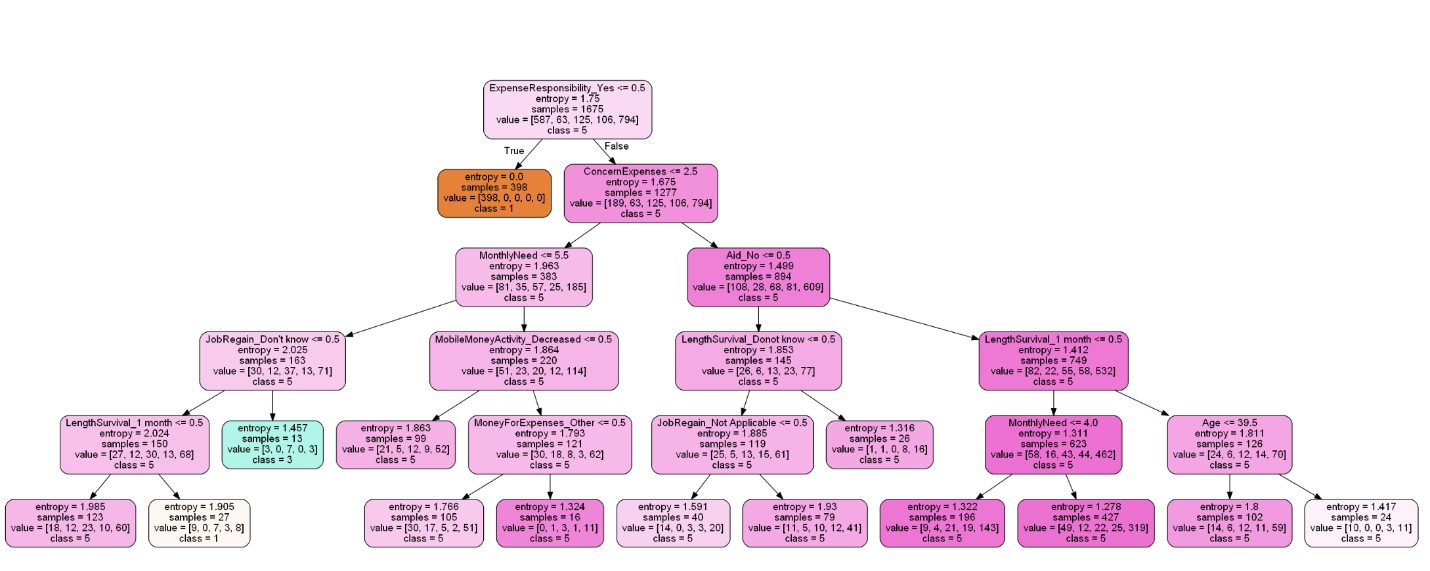 ExpenseResponsibility_Yes <= 0.5
entropy = 1.75
samples = 1675
value = [587, 63, 125, 106, 794]
class = 5
True
False
entropy = 0.0
samples = 398
value = [398, 0, 0, 0, 0]
class = 1
ConcernExpenses <= 2.5
entropy = 1.675
samples = 1277
value = [189, 63, 125, 106, 794]
class = 5
MonthlyNeed <= 5.5
entropy = 1.963
samples = 383
value = [81, 35, 57, 25, 185]
class = 5
Aid_No <= 0.5
entropy = 1.499
samples = 894
value = [108, 28, 68, 81, 609]
class = 5
JobRegain_Don't know <= 0.5
entropy = 2.025
samples = 163
value = [30, 12, 37, 13, 71]
class = 5
MobileMoneyActivity_Decreased <= 0.5
entropy = 1.864
samples = 220
value = [51, 23, 20, 12, 114]
class = 5
LengthSurvival_Donot know <= 0.5
entropy = 1.853
samples = 145
value = [26, 6, 13, 23, 77]
class = 5
LengthSurvival_1 month <= 0.5
entropy = 1.412
samples = 749
value = [82, 22, 55, 58, 532]
class = 5
LengthSurvival_1 month <= 0.5
entropy = 2.024
samples = 150
value = [27, 12, 30, 13, 68]
class = 5
entropy = 1.457
samples = 13
value = [3, 0, 7, 0, 3]
class = 3
entropy = 1.863
samples = 99
value = [21, 5, 12, 9, 52]
class = 5
MoneyForExpenses_Other <= 0.5
entropy = 1.793
samples = 121
value = [30, 18, 8, 3, 62]
class = 5
JobRegain_Not Applicable <= 0.5
entropy = 1.885
samples = 119
value = [25, 5, 13, 15, 61]
class = 5
entropy = 1.316
samples = 26
value = [1, 1, 0, 8, 16]
class = 5
MonthlyNeed <= 4.0
entropy = 1.311
samples = 623
value = [58, 16, 43, 44, 462]
class = 5
Age <= 39.5
entropy = 1.811
samples = 126
value = [24, 6, 12, 14, 70]
class = 5
entropy = 1.985
samples = 123
value = [18, 12, 23, 10, 60]
class = 5
entropy = 1.905
samples = 27
value = [9, 0, 7, 3, 8]
class = 1
entropy = 1.766
samples = 105
value = [30, 17, 5, 2, 51]
class = 5
entropy = 1.324
samples = 16
value = [0, 1, 3, 1, 11]
class = 5
entropy = 1.591
samples = 40
value = [14, 0, 3, 3, 20]
class = 5
entropy = 1.93
samples = 79
value = [11, 5, 10, 12, 41]
class = 5
entropy = 1.322
samples = 196
value = [9, 4, 21, 19, 143]
class = 5
entropy = 1.278
samples = 427
value = [49, 12, 22, 25, 319]
class = 5
entropy = 1.8
samples = 102
value = [14, 6, 12, 11, 59]
class = 5
entropy = 1.417
samples = 24
value = [10, 0, 0, 3, 11]
class = 5